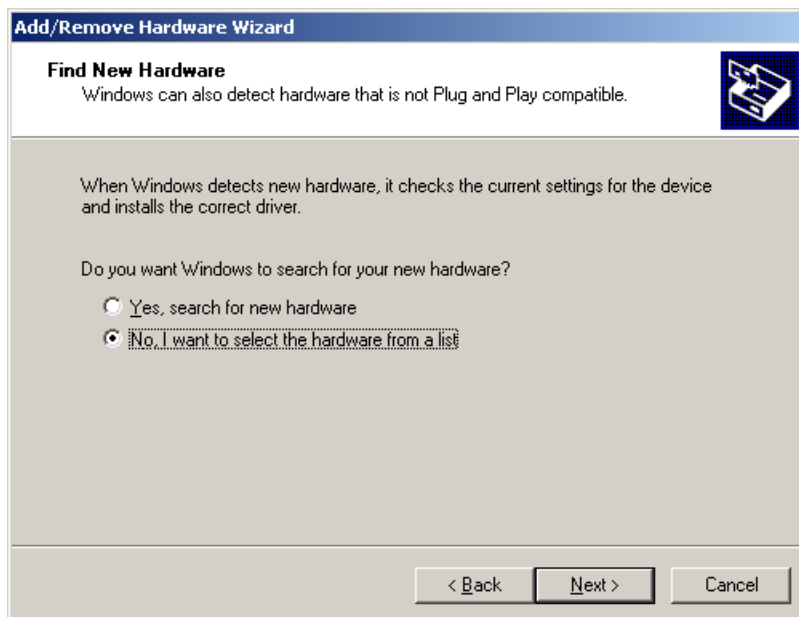 Add/Remove Hardware Wizard
Find New Hardware
Windows can also detect hardware that is not Plug and Play compatible.
When Windows detects new hardware, it checks the current settings for the device
and installs the correct driver.
Do you want Windows to search for your new hardware?
Yes, search for new hardware
No, I want to select the hardware from a list
< Back Next > Cancel